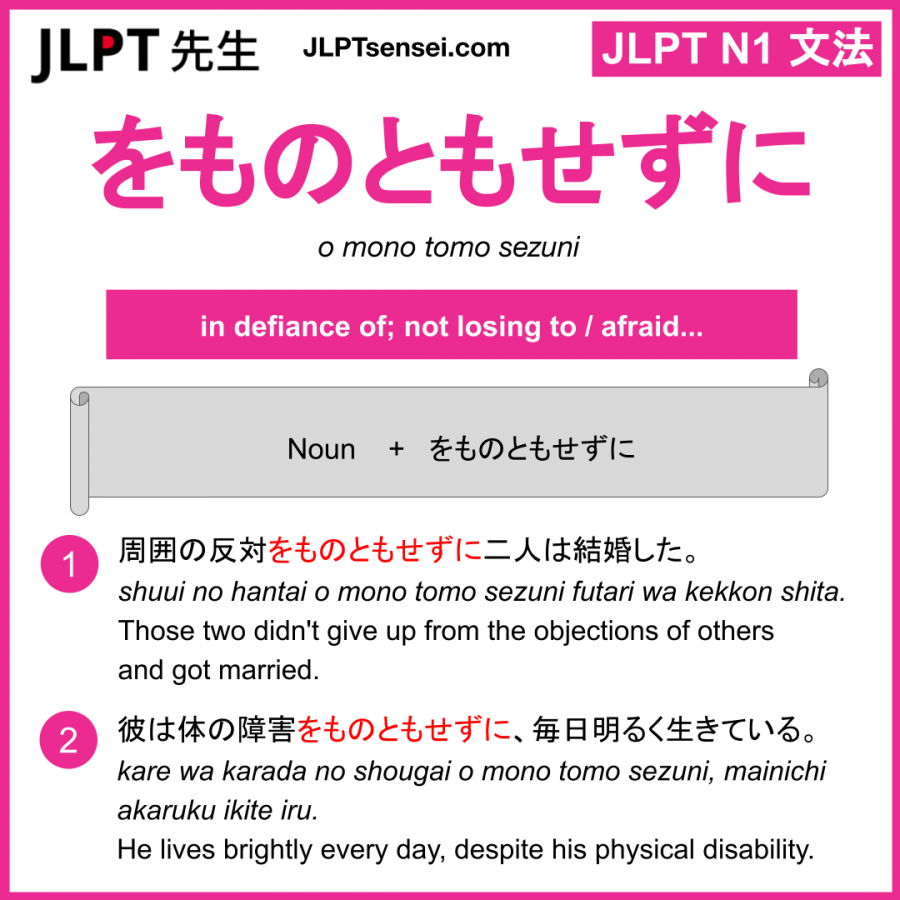 JLPT 先生
JLPTsensei.com
JLPT N1 文法
をものともせずに
o mono tomo sezuni
in defiance of; not losing to / afraid...
Noun + をものともせずに
1
周囲の反対をものともせずに二人は結婚した。
shuui no hantai o mono tomo sezuni futari wa kekkon shita.
Those two didn't give up from the objections of others
and got married.
2
彼は体の障害をものともせずに、毎日明るく生きている。
kare wa karada no shougai o mono tomo sezuni, mainichi
akaruku ikite iru.
He lives brightly every day, despite his physical disability.